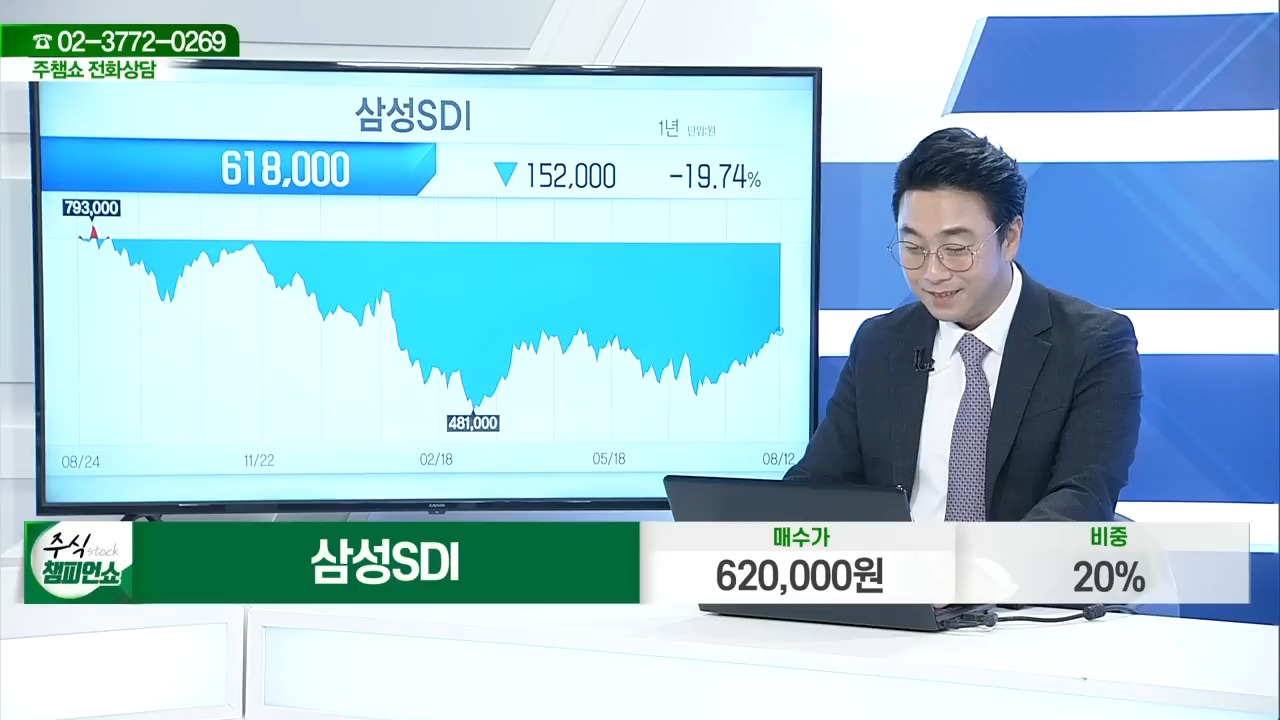 ☎ 02-3772-0269
주챔쇼 전화상담
삼성SDI
1년 단위:원
618,000 ▼152,000 -19.74%
793,000
481,000
08/24 11/22 02/18 05/18 08/12
주식 stock
챔피언쇼
삼성SDI
매수가 비중
620,000원 20%